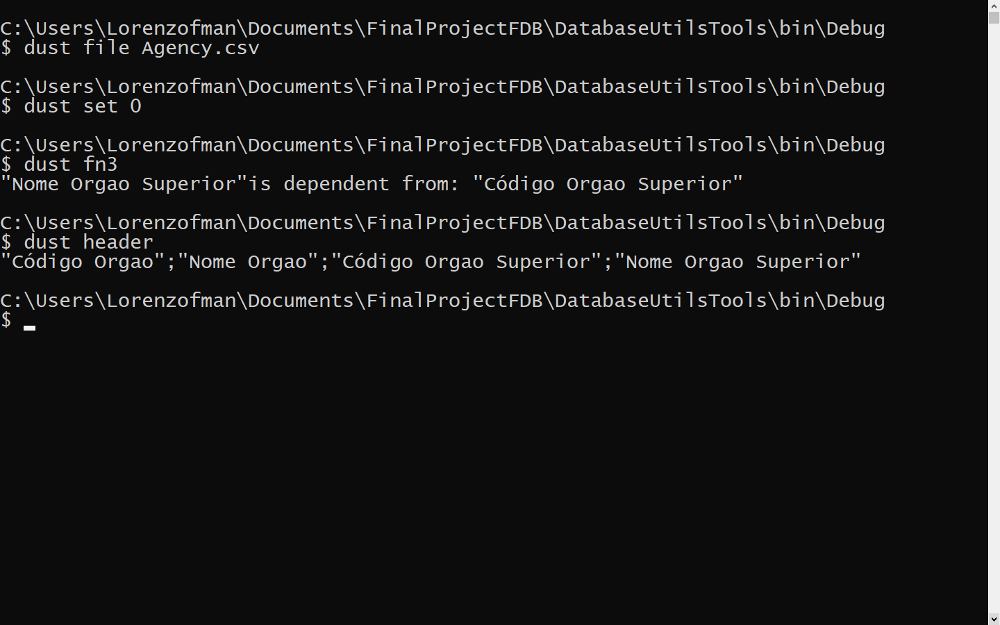 C:\Users\Lorenzofman\Documents\FinalProjectFDB\DatabaseUtilsTools\bin\Debug
$ dust file Agency.csv
C:\Users\Lorenzofman\Documents\FinalProjectFDB\DatabaseUtilsTools\bin\Debug
$ dust set 0
C:\Users\Lorenzofman\Documents\FinalProjectFDB\DatabaseUtilsTools\bin\Debug
$ dust fn3
"Nome Orgao Superior"is dependent from: "Código Orgao Superior"
C:\Users\Lorenzofman\Documents\FinalProjectFDB\DatabaseUtilsTools\bin\Debug
$ dust header
"Código Orgao";"Nome Orgao";"Código Orgao Superior";"Nome Orgao Superior"
C:\Users\Lorenzofman\Documents\FinalProjectFDB\DatabaseUtilsTools\bin\Debug
$